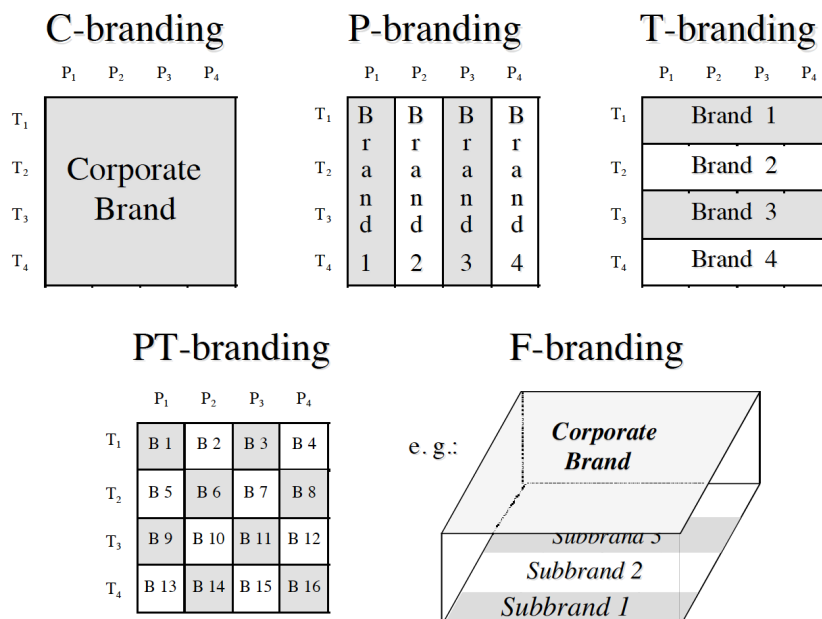 C-branding
P-branding
T-branding
P1 P2 P3 P4
P1 P2 P3 P4
P1 P2 P3 P4
T1
T2
T3
T4
Corporate
Brand
T1
T2
T3
T4
Brand 1
Brand 2
Brand 3
Brand 4
T1
T2
T3
T4
Brand 1
Brand 2
Brand 3
Brand 4
PT-branding
F-branding
P1 P2 P3 P4
T1 B 1 B 2 B 3 B 4
T2 B 5 B 6 B 7 B 8
T3 B 9 B 10 B 11 B 12
T4 B 13 B 14 B 15 B 16
e. g.:
Corporate
Brand
Subbrand 3
Subbrand 2
Subbrand 1